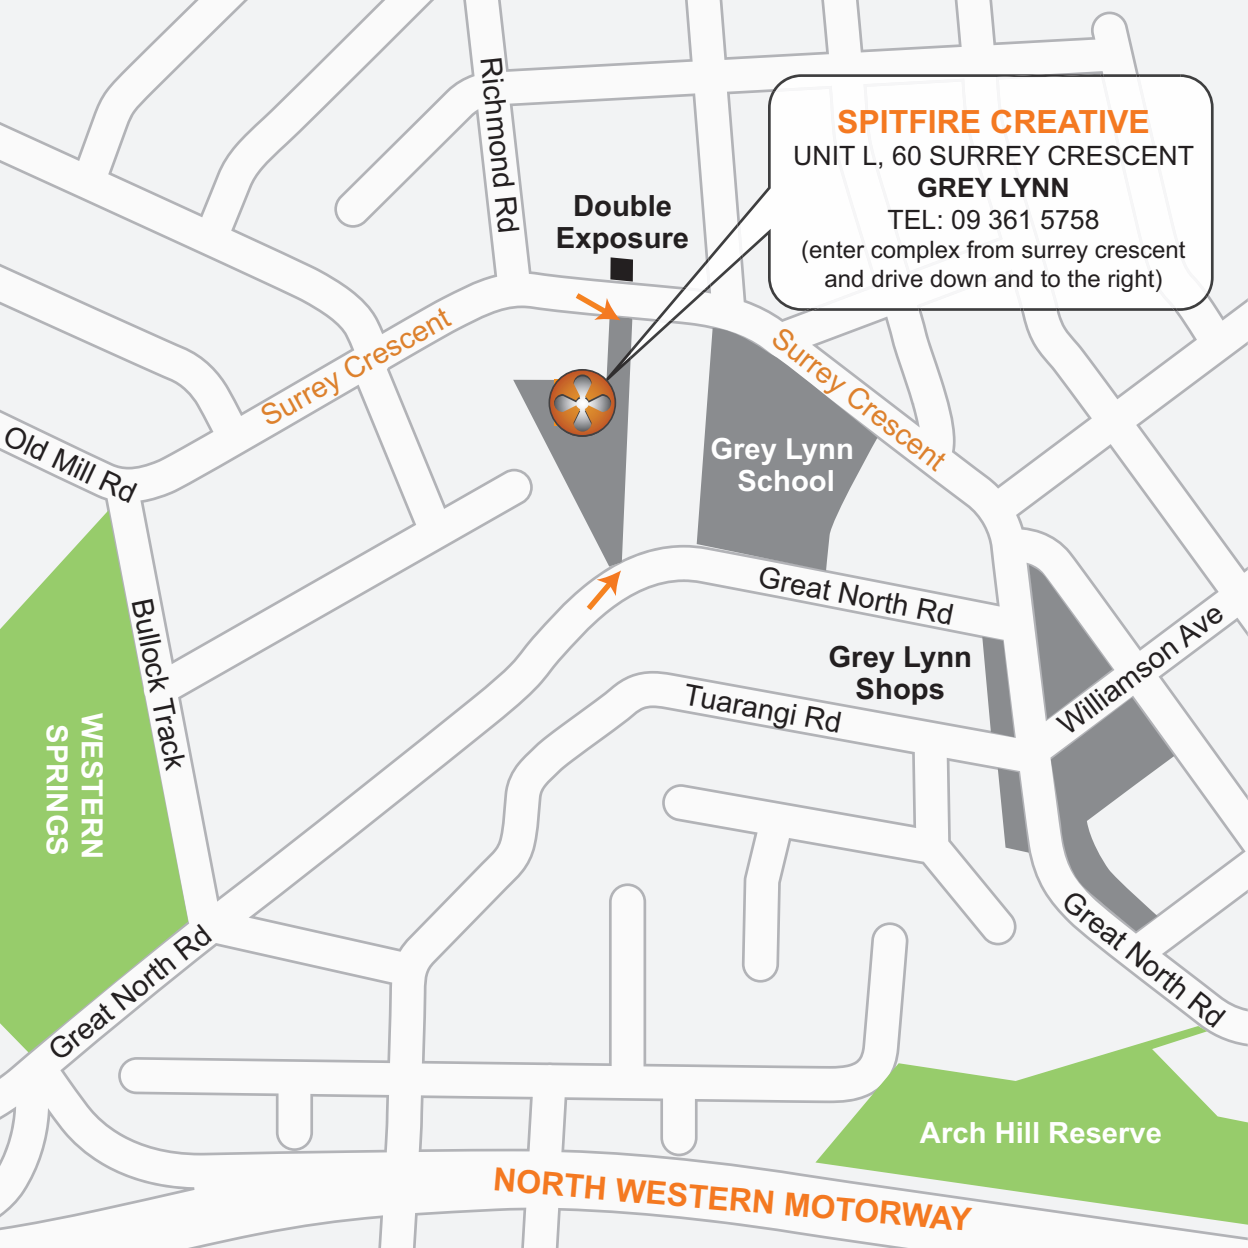 Richmond Rd
SPITFIRE CREATIVE
UNIT L, 60 SURREY CRESCENT
GREY LYNN
TEL: 09 361 5758
(enter complex from surrey crescent
and drive down and to the right)
Double
Exposure
Surrey Crescent
Surrey Crescent
Old Mill Rd
Grey Lynn
School
Great North Rd
Bullock Track
Grey Lynn
Shops
Williamson Ave
Tuarangi Rd
WESTERN
SPRINGS
Great North Rd
Great North Rd
Arch Hill Reserve
NORTH WESTERN MOTORWAY